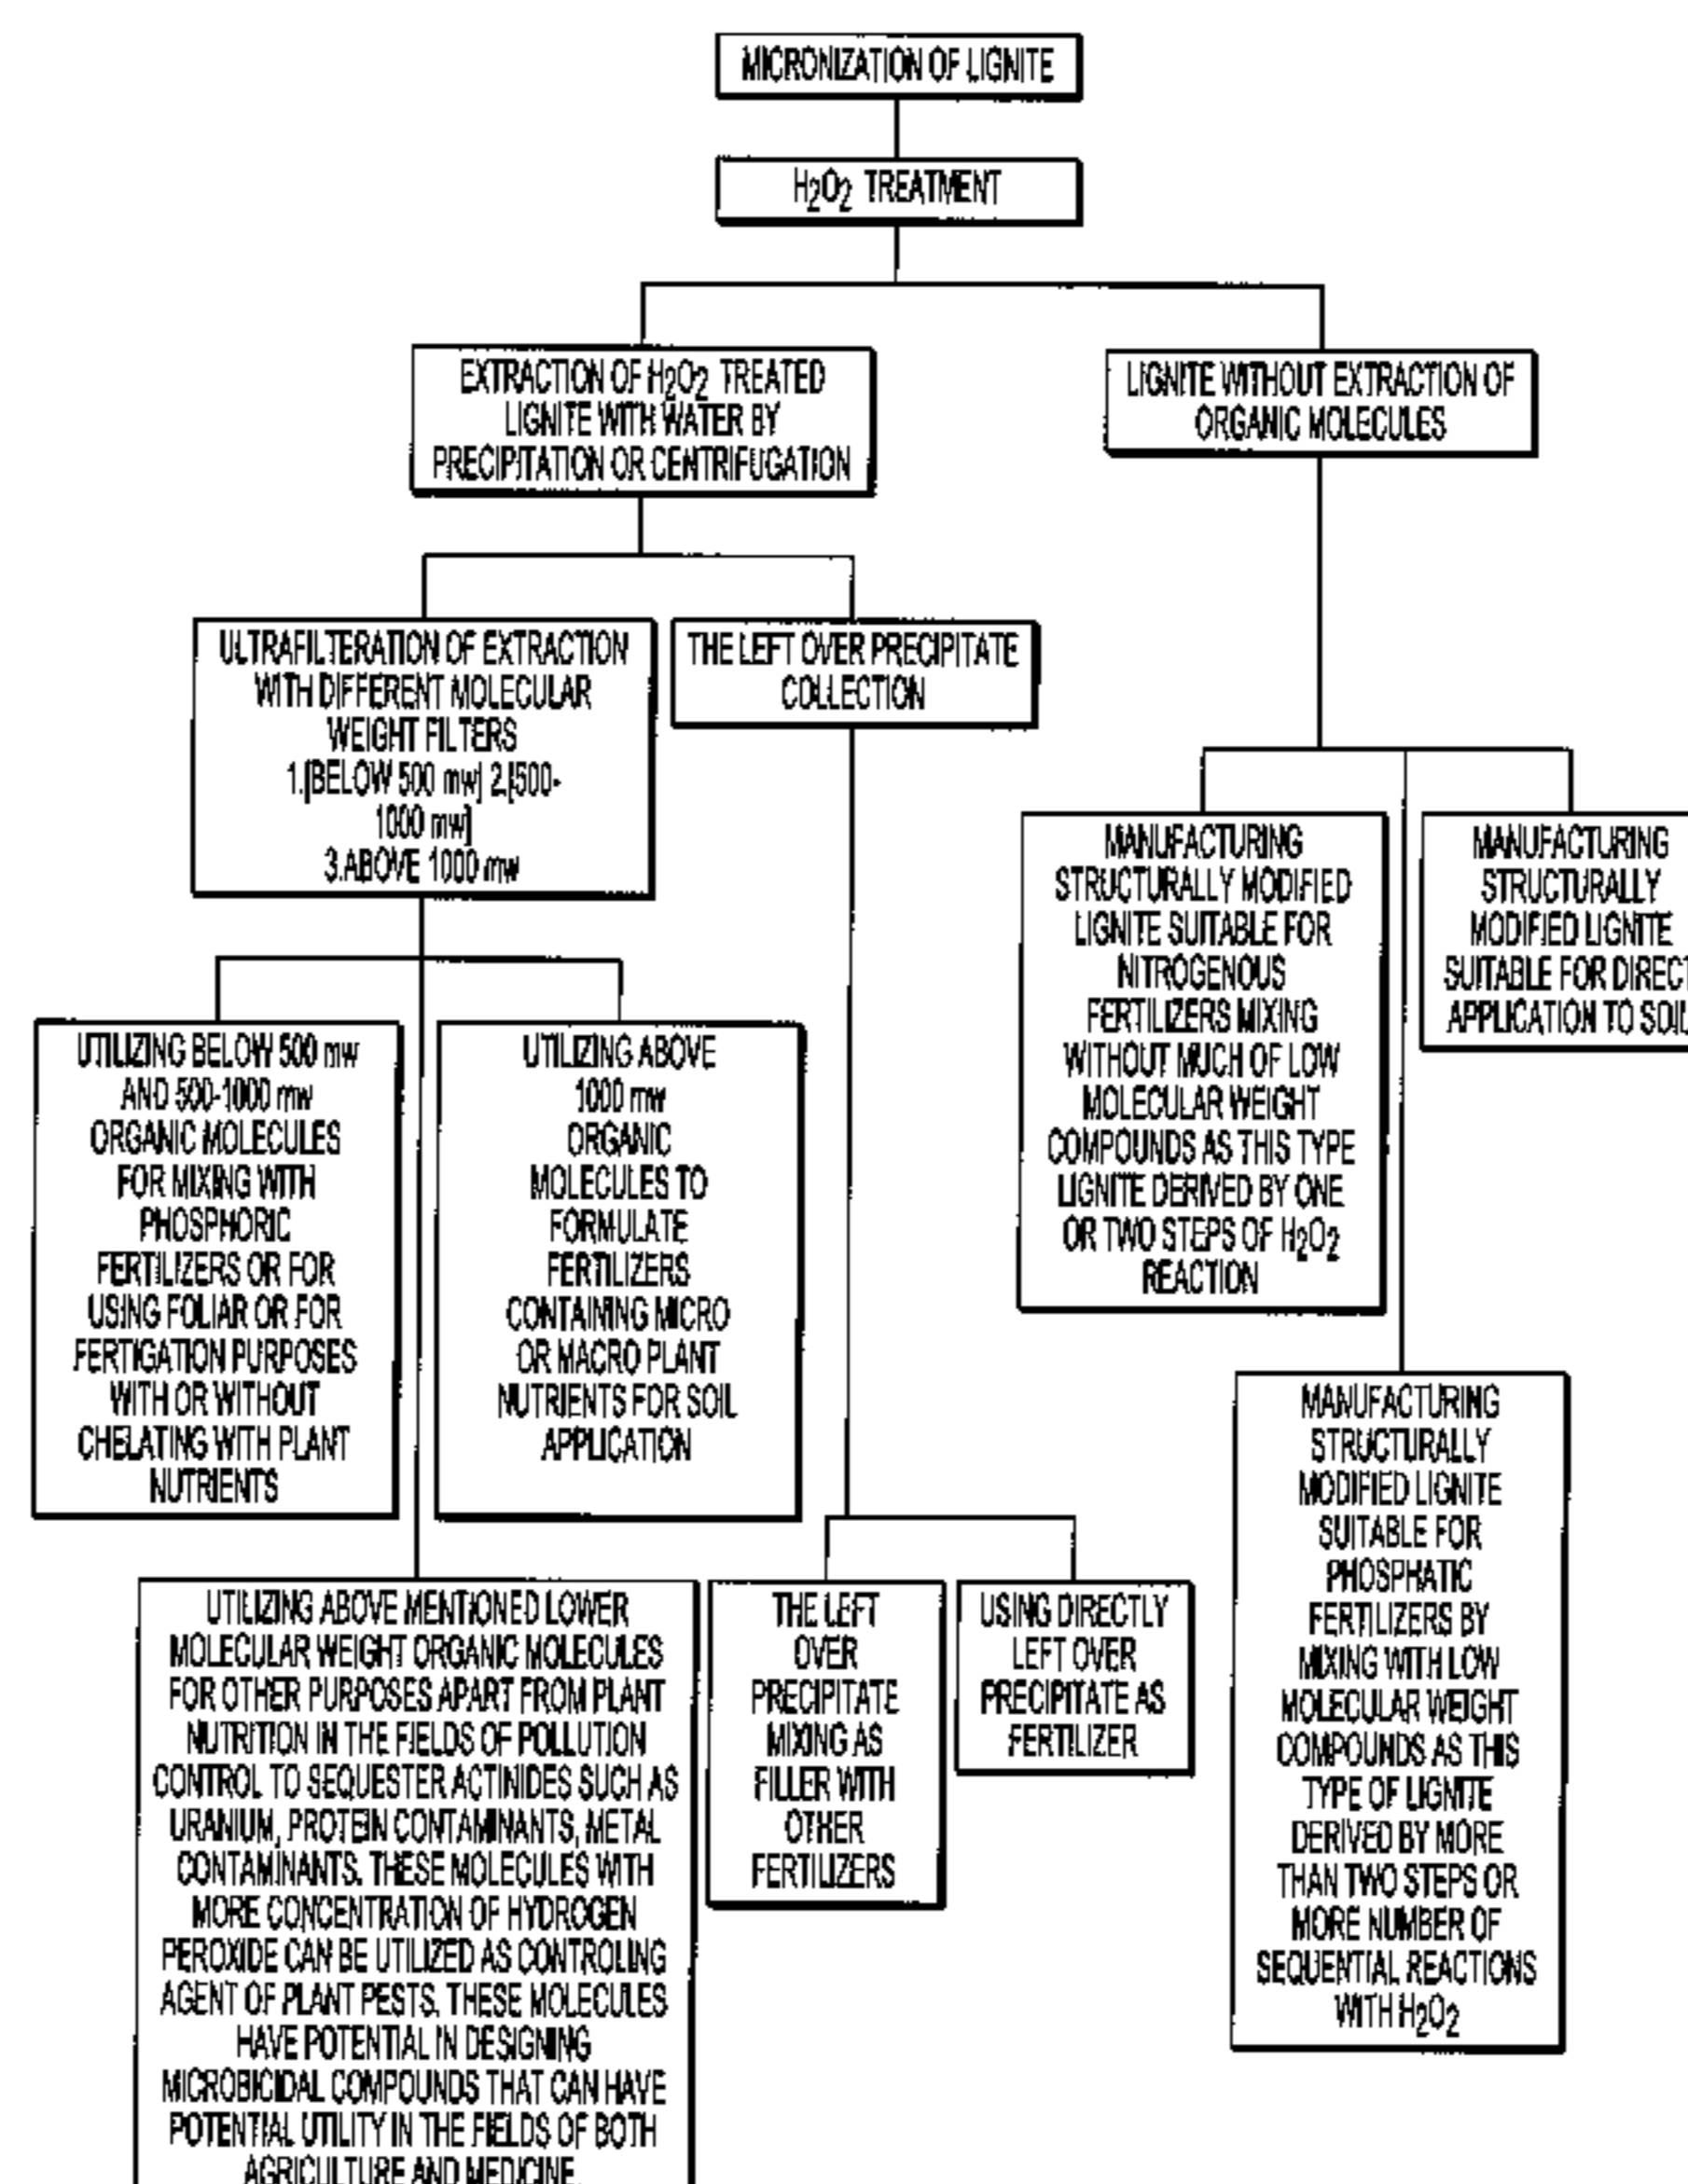 MICRONIZATION OF LIGNITE
H2O2 TREATMENT
EXTRACTION OF H2O2 TREATED
LIGNITE WITH WATER BY
PRECIPITATION OR CENTRIFUGATION
LIGNITE WITHOUT EXTRACTION OF
ORGANIC MOLECULES
ULTRAFILTERATION OF EXTRACTION
WITH DIFFERENT MOLECULAR
WEIGHT FILTERS
1.[BELOW 500 mw] 2.[500-
1000 mw]
3.ABOVE 1000 mw
THE LEFT OVER PRECIPITATE
COLLECTION
MANUFACTURING
STRUCTURALLY MODIFIED
LIGNITE SUITABLE FOR
NITROGENOUS
FERTILIZERS MIXING
WITHOUT MUCH OF LOW
MOLECULAR WEIGHT
COMPOUNDS AS THIS TYPE
LIGNITE DERIVED BY ONE
OR TWO STEPS OF H2O2
REACTION
MANUFACTURING
STRUCTURALLY
MODIFIED LIGNITE
SUITABLE FOR DIRECT
APPLICATION TO SOIL
UTILIZING BELOW 500 mw
AND 500-1000 mw
ORGANIC MOLECULES
FOR MIXING WITH
PHOSPHORIC
FERTILIZERS OR FOR
USING FOLIAR OR FOR
FERTIGATION PURPOSES
WITH OR WITHOUT
CHELATING WITH PLANT
NUTRIENTS
UTILIZING ABOVE
1000 mw
ORGANIC
MOLECULES TO
FORMULATE
FERTILIZERS
CONTAINING MICRO
OR MACRO PLANT
NUTRIENTS FOR SOIL
APPLICATION
MANUFACTURING
STRUCTURALLY
MODIFIED LIGNITE
SUITABLE FOR
PHOSPHATIC
FERTILIZERS BY
MIXING WITH LOW
MOLECULAR WEIGHT
COMPOUNDS AS THIS
TYPE OF LIGNITE
DERIVED BY MORE
THAN TWO STEPS OR
MORE NUMBER OF
SEQUENTIAL REACTIONS
WITH H2O2
UTILIZING ABOVE MENTIONED LOWER
MOLECULAR WEIGHT ORGANIC MOLECULES
FOR OTHER PURPOSES APART FROM PLANT
NUTRITION IN THE FIELDS OF POLLUTION
CONTROL TO SEQUESTER ACTINIDES SUCH AS
URANIUM, PROTEIN CONTAMINANTS, METAL
CONTAMINANTS. THESE MOLECULES WITH
MORE CONCENTRATION OF HYDROGEN
PEROXIDE CAN BE UTILIZED AS CONTROLING
AGENT OF PLANT PESTS. THESE MOLECULES
HAVE POTENTIAL IN DESIGNING
MICROBICIDAL COMPOUNDS THAT CAN HAVE
POTENTIAL UTILITY IN THE FIELDS OF BOTH
AGRICULTURE AND MEDICINE.
THE LEFT
OVER
PRECIPITATE
MIXING AS
FILLER WITH
OTHER
FERTILIZERS
USING DIRECTLY
LEFT OVER
PRECIPITATE AS
FERTILIZER